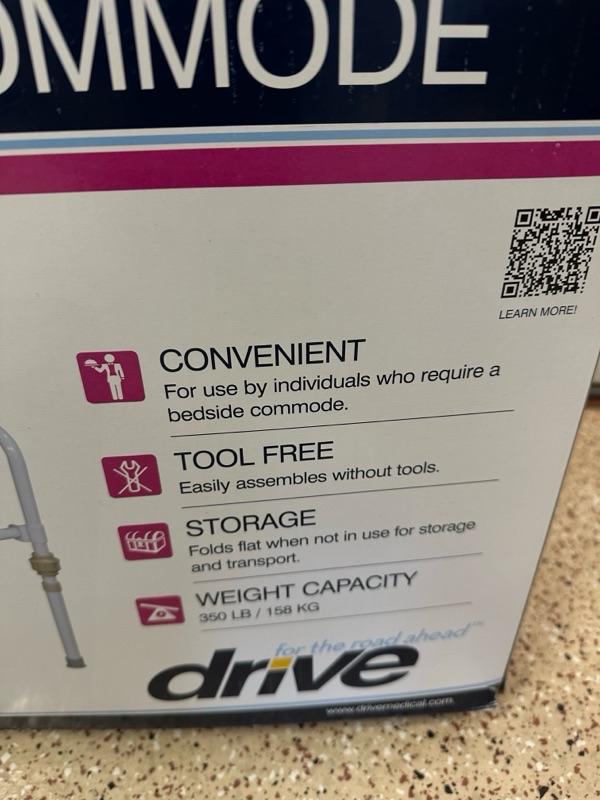 OMMODE
LEARN MORE!
CONVENIENT
For use by individuals who require a
bedside commode.
TOOL FREE
Easily assembles without tools.
STORAGE
Folds flat when not in use for storage
and transport.
WEIGHT CAPACITY
350 LB / 158 KG
for the road ahead™
drive
www.drivemedical.com